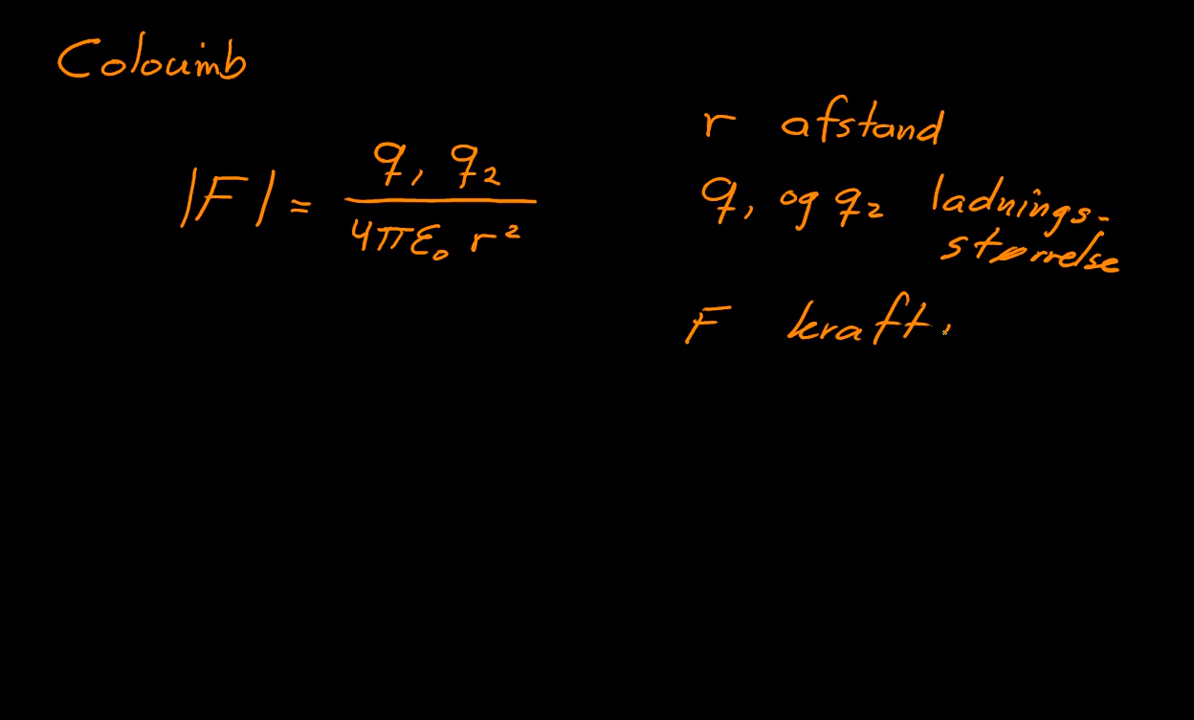 Coloumb
|F| = q₁ q₂ / 4πε₀ r²
r afstand
q₁ og q₂ ladnings-
størrelse
F kraft.